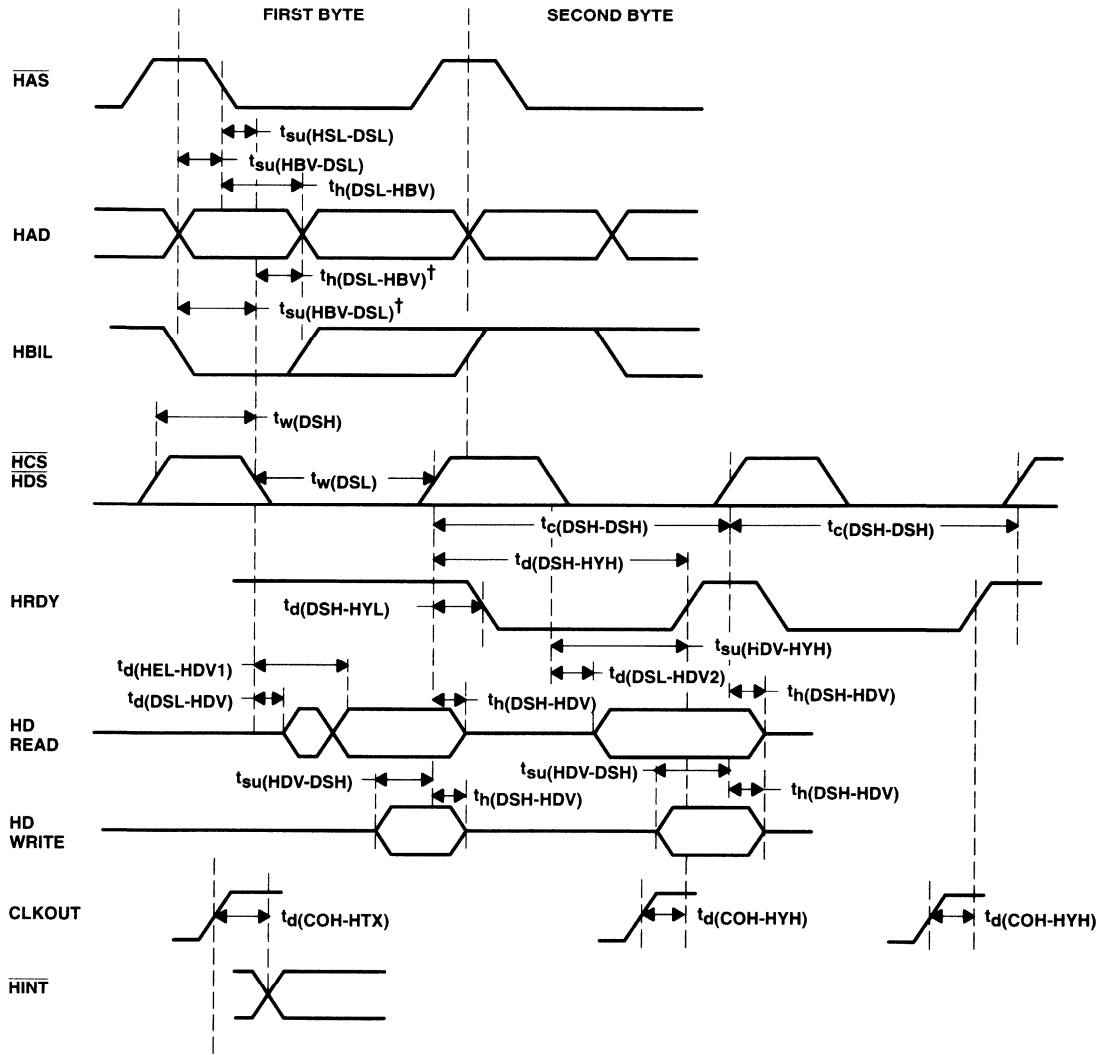 FIRST BYTE
SECOND BYTE
HAS
tsu(HSL-DSL)
tsu(HBV-DSL)
th(DSL-HBV)
HAD
th(DSL-HBV)†
tsu(HBV-DSL)†
HBIL
tw(DSH)
HCS
HDS
tw(DSL)
tc(DSH-DSH)
tc(DSH-DSH)
td(DSH-HYH)
HRDY
td(DSH-HYL)
tsu(HDV-HYH)
td(HEL-HDV1)
td(DSL-HDV2)
td(DSL-HDV)
th(DSH-HDV)
th(DSH-HDV)
HD
READ
tsu(HDV-DSH)
tsu(HDV-DSH)
th(DSH-HDV)
th(DSH-HDV)
HD
WRITE
CLKOUT
td(COH-HTX)
td(COH-HYH)
td(COH-HYH)
HINT